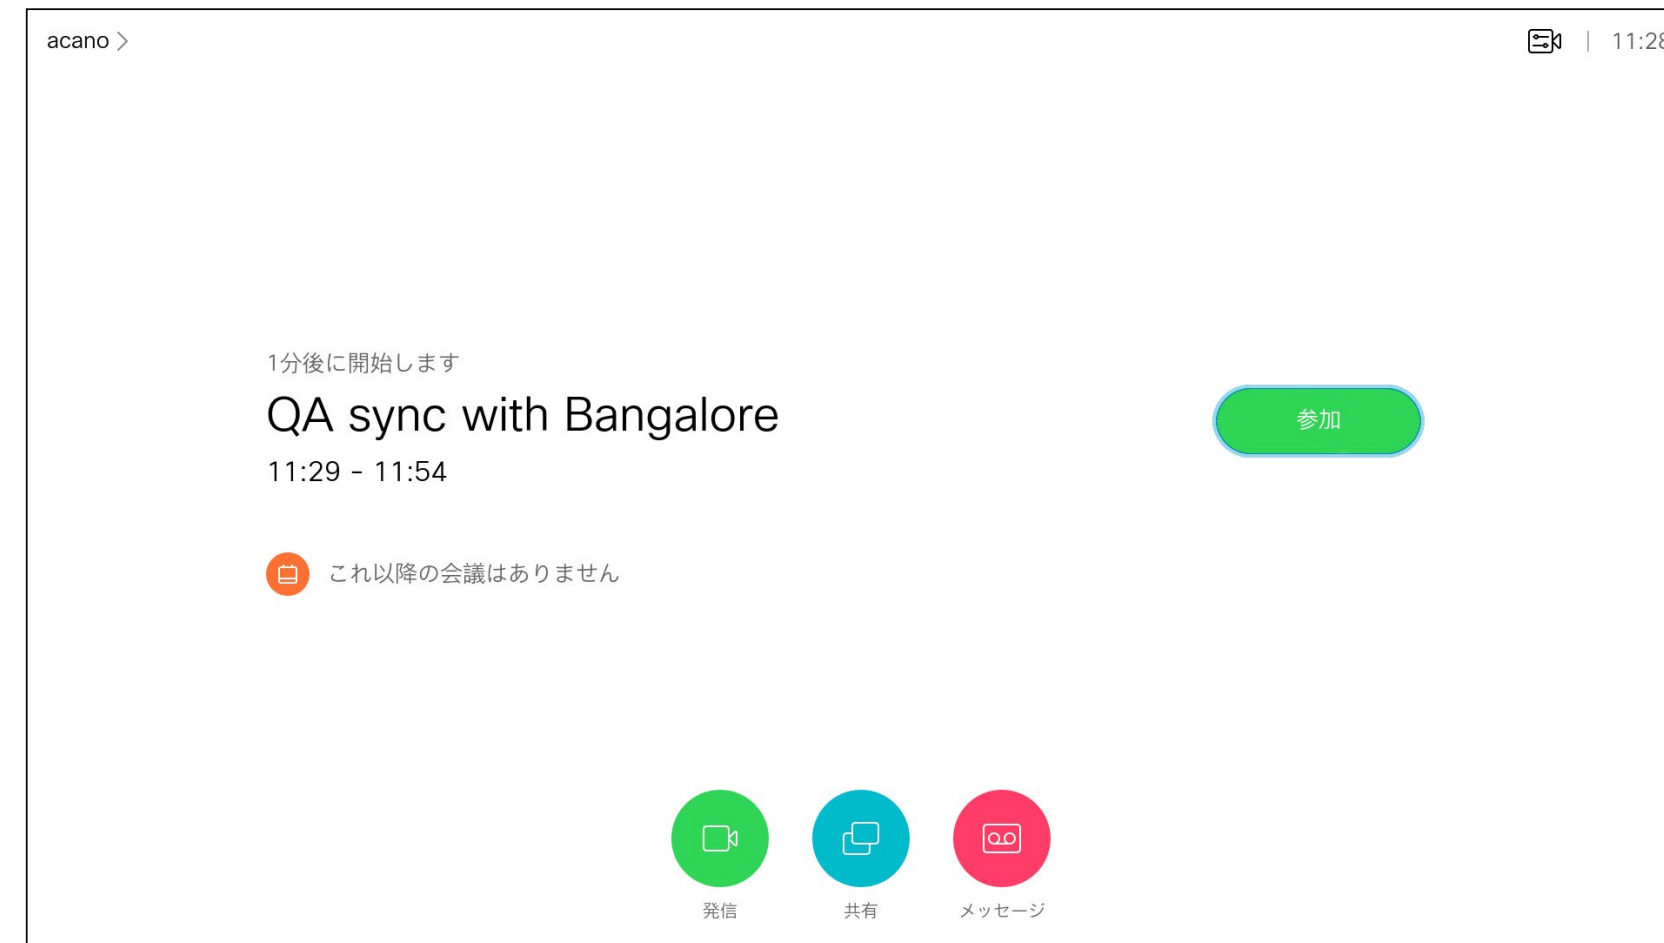 acano
11:28
1分後に開始します
QA sync with Bangalore
参加
11:29 - 11:54
これ以降の会議はありません
発信
共有
メッセージ